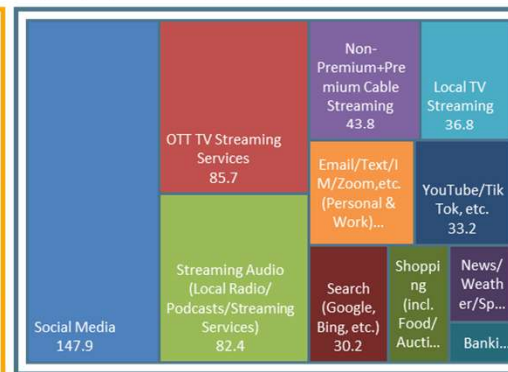 Social Media
147.9
OTT TV Streaming
Services
85.7
Streaming Audio
(Local Radio/
Podcasts/Streaming
Services)
82.4
Non-
Premium+Pre
mium Cable
Streaming
43.8
Local TV
Streaming
36.8
Email/Text/I
M/Zoom,etc.
(Personal &
Work)...
YouTube/Tik
Tok, etc.
33.2
Search
(Google,
Bing, etc.)
30.2
Shoppi
ng
(incl.
Food/
Aucti...
News/
Weath
er/Sp...
Banki...